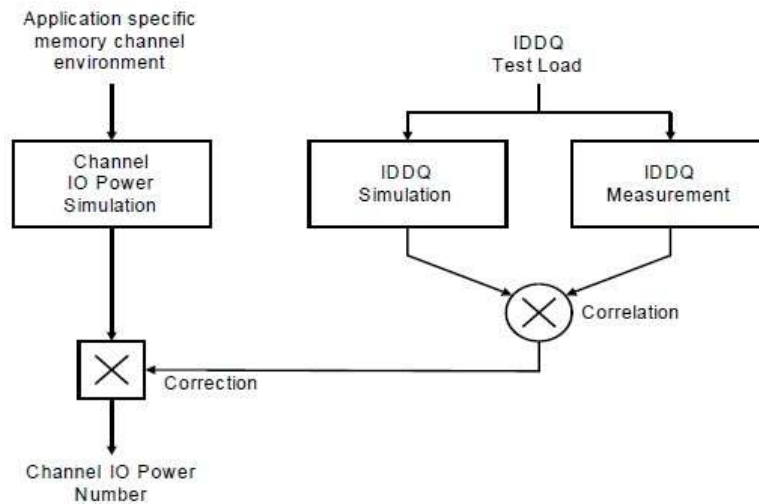 Application specific
memory channel
environment
IDDQ
Test Load
Channel
IO Power
Simulation
IDDQ
Simulation
IDDQ
Measurement
Correlation
Correction
Channel IO Power
Number